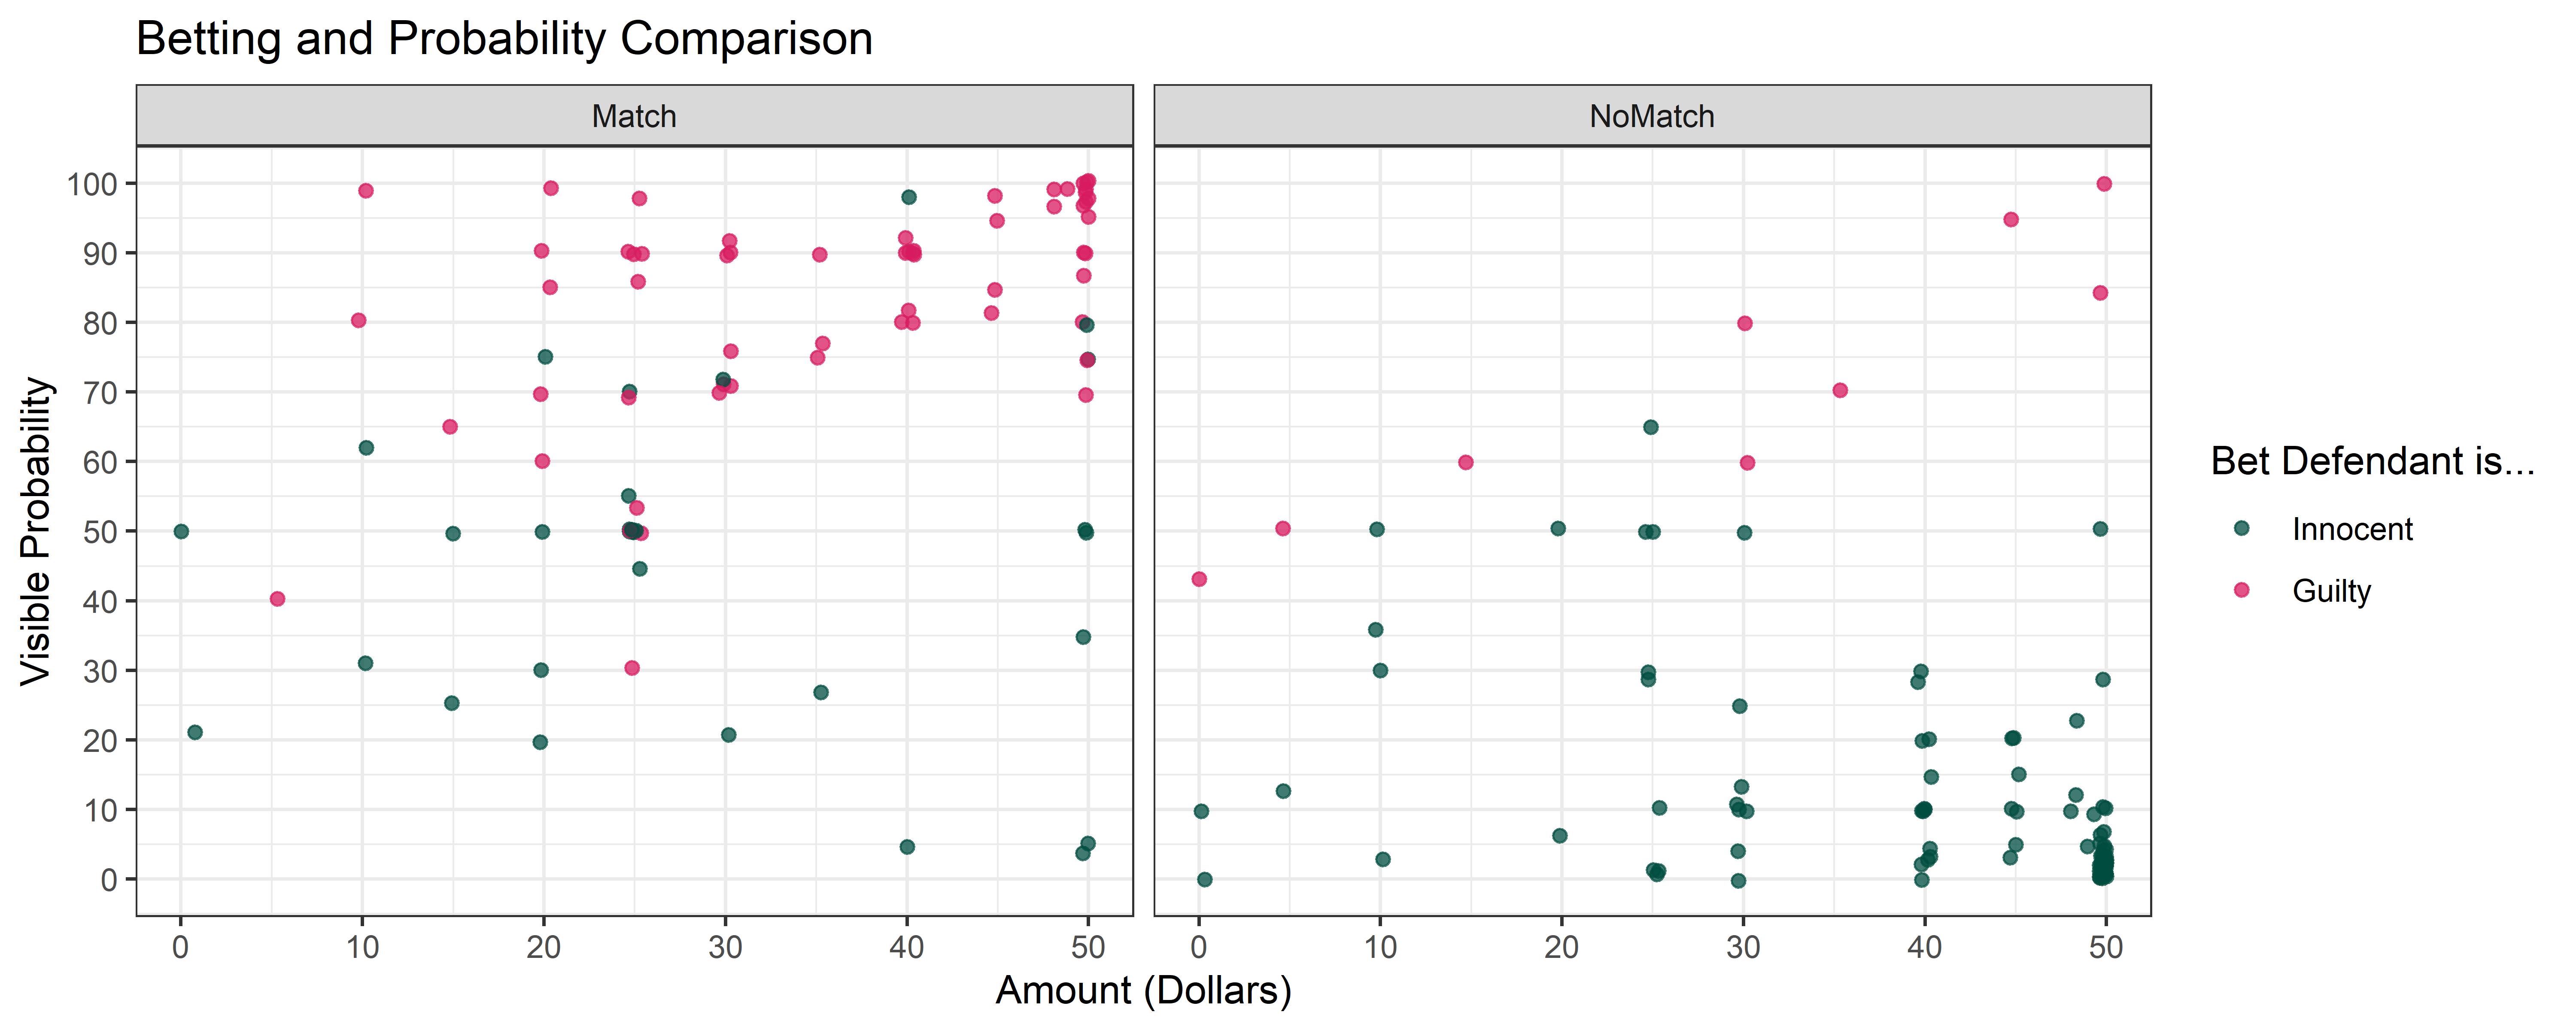 Betting and Probability Comparison
Match
NoMatch
Visible Probability
100
90
80
70
60
50
40
30
20
10
0
0 10 20 30 40 50
0 10 20 30 40 50
Amount (Dollars)
Bet Defendant is...
Innocent
Guilty